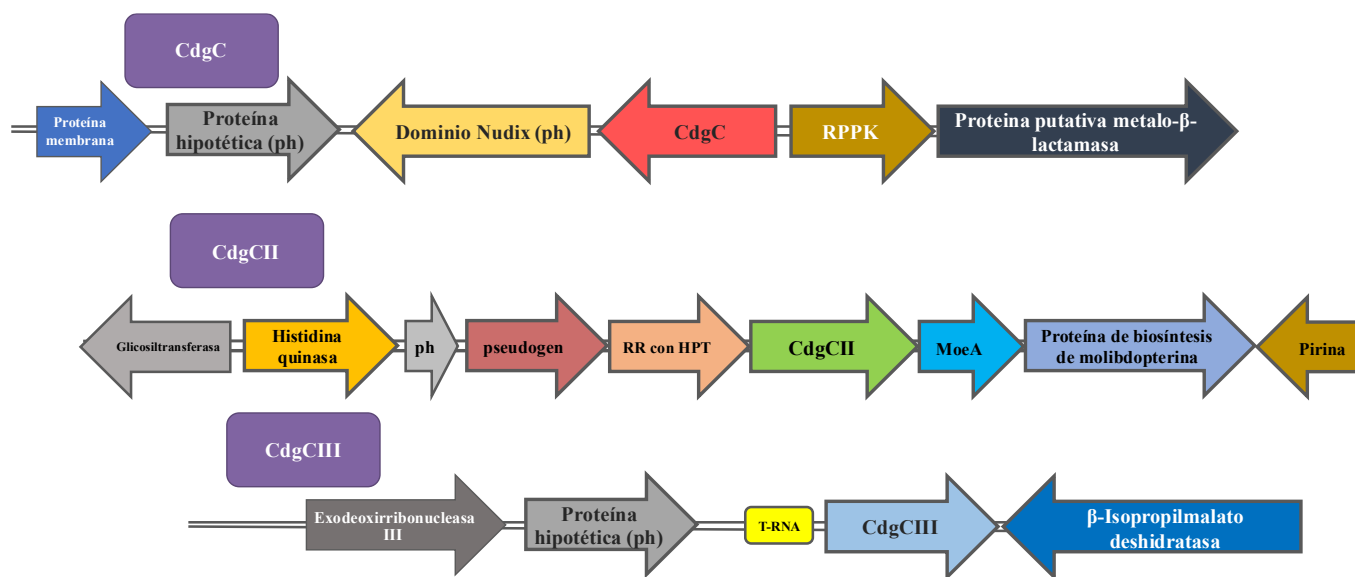 CdgC
Proteína
membrana
Proteína
hipotética (ph)
Dominio Nudix (ph)
CdgC
RPPK
Proteina putativa metalo-β-
lactamasa
CdgCII
Glicosiltransferasa
Histidina
quinasa
ph
pseudogen
RR con HPT
CdgCII
MoeA
Proteína de biosíntesis
de molibdopterina
Pirina
CdgCIII
Exodeoxirribonucleasa
III
Proteína
hipotética (ph)
T-RNA
CdgCIII
β-Isopropilmalato
deshidratasa